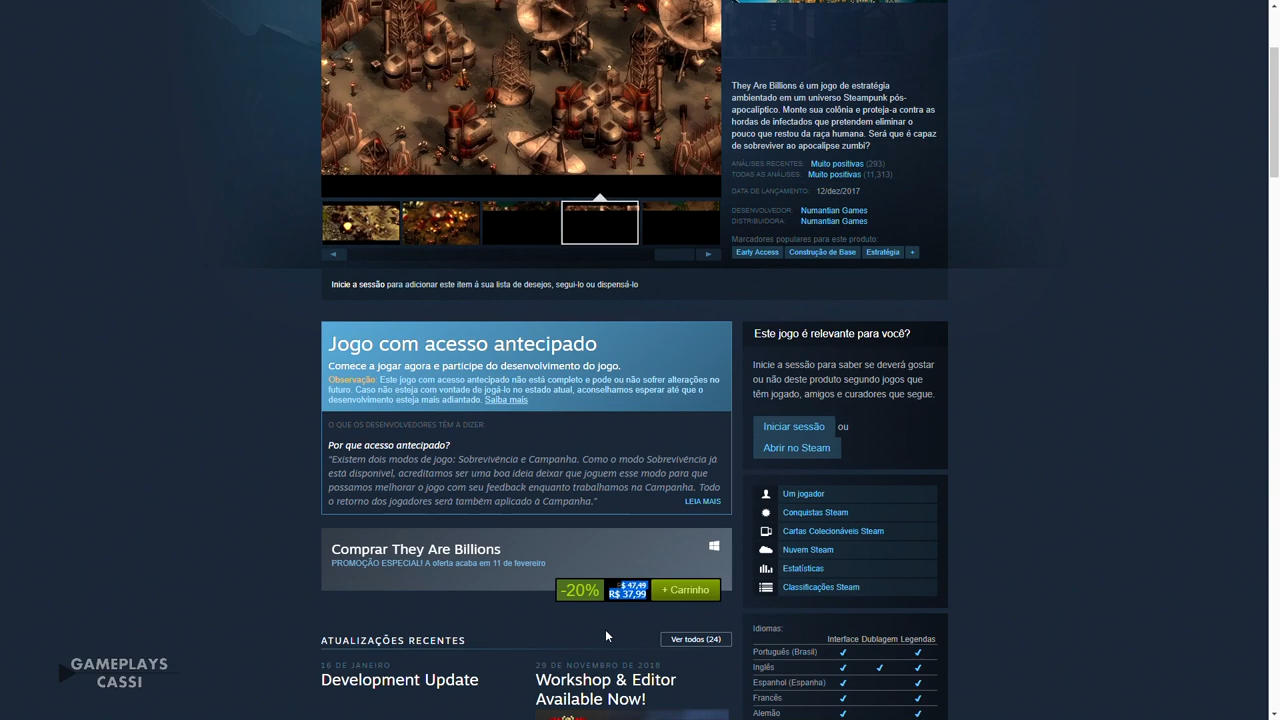 They Are Billions é um jogo de estratégia
ambientado em um universo Steampunk pós-
apocalíptico. Monte sua colônia e proteja-a contra as
hordas de infectados que pretendem eliminar o
pouco que restou da raça humana. Será que é capaz
de sobreviver ao apocalipse zumbi?
ANÁLISES RECENTES: Muito positivas (293)
TODAS AS ANÁLISES: Muito positivas (11,313)
DATA DE LANÇAMENTO: 12/dez/2017
DESENVOLVEDOR: Numantian Games
DISTRIBUIDORA: Numantian Games
Marcadores populares para este produto:
Early Access Construção de Base Estratégia +
Inicie a sessão para adicionar este item à sua lista de desejos, segui-lo ou dispensá-lo
Jogo com acesso antecipado
Comece a jogar agora e participe do desenvolvimento do jogo.
Observação: Este jogo com acesso antecipado não está completo e pode ou não sofrer alterações no
futuro. Caso não esteja com vontade de jogá-lo no estado atual, aconselhamos esperar até que o
desenvolvimento esteja mais adiantado. Saiba mais
O QUE OS DESENVOLVEDORES TÊM A DIZER:
Por que acesso antecipado?
“Existem dois modos de jogo: Sobrevivência e Campanha. Como o modo Sobrevivência já
está disponível, acreditamos ser uma boa ideia deixar que joguem esse modo para que
possamos melhorar o jogo com seu feedback enquanto trabalhamos na Campanha. Todo
o retorno dos jogadores será também aplicado à Campanha.”
LEIA MAIS
Comprar They Are Billions
PROMOÇÃO ESPECIAL! A oferta acaba em 11 de fevereiro
-20% R$ 47,49
R$ 37,99
+ Carrinho
ATUALIZAÇÕES RECENTES
Ver todos (24)
16 DE JANEIRO
Development Update
29 DE NOVEMBRO DE 2018
Workshop & Editor
Available Now!
Este jogo é relevante para você?
Inicie a sessão para saber se deverá gostar
ou não deste produto segundo jogos que
têm jogado, amigos e curadores que segue.
Iniciar sessão ou
Abrir no Steam
Um jogador
Conquistas Steam
Cartas Colecionáveis Steam
Nuvem Steam
Estatísticas
Classificações Steam
Idiomas:
Interface Dublagem Legendas
Português (Brasil)
Inglês
Espanhol (Espanha)
Francês
Alemão
GAMEPLAYS
CASSI